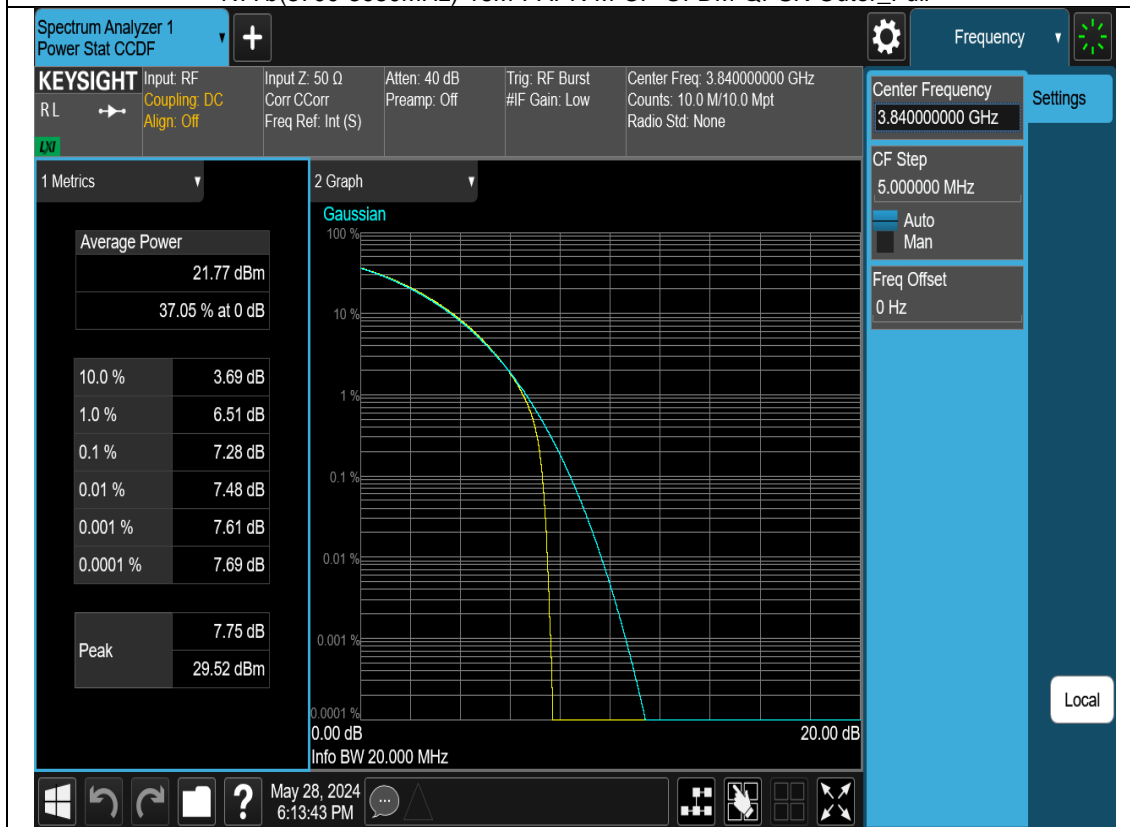 Spectrum Analyzer 1
Power Stat CCDF
Frequency
KEYSIGHT
R L
LXI
Input: RF
Coupling: DC
Align: Off
Input Z: 50 Ω
Corr CCorr
Freq Ref: Int (S)
Atten: 40 dB
Preamp: Off
Trig: RF Burst
#IF Gain: Low
Center Freq: 3.840000000 GHz
Counts: 10.0 M/10.0 Mpt
Radio Std: None
Center Frequency
3.840000000 GHz
Settings
CF Step
5.000000 MHz
Auto
Man
Freq Offset
0 Hz
1 Metrics
Average Power
21.77 dBm
37.05 % at 0 dB
10.0 % 3.69 dB
1.0 % 6.51 dB
0.1 % 7.28 dB
0.01 % 7.48 dB
0.001 % 7.61 dB
0.0001 % 7.69 dB
Peak
7.75 dB
29.52 dBm
2 Graph
Gaussian
100 %
10 %
1 %
0.1 %
0.01 %
0.001 %
0.0001 %
0.00 dB 20.00 dB
Info BW 20.000 MHz
Local
?
May 28, 2024
6:13:43 PM